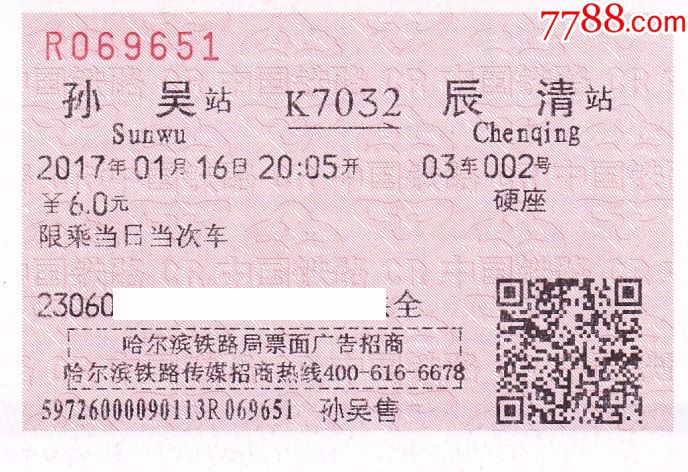 7788.com
R069651
孙 吴站 K7032 辰 清站
Sunwu Chenqing
2017年01月16日20:05开 03车002号
￥6.0元 硬座
限乘当日当次车
23060 全
哈尔滨铁路局票面广告招商
哈尔滨铁路传媒招商热线400-616-6678
59726000090113R069651 孙吴售